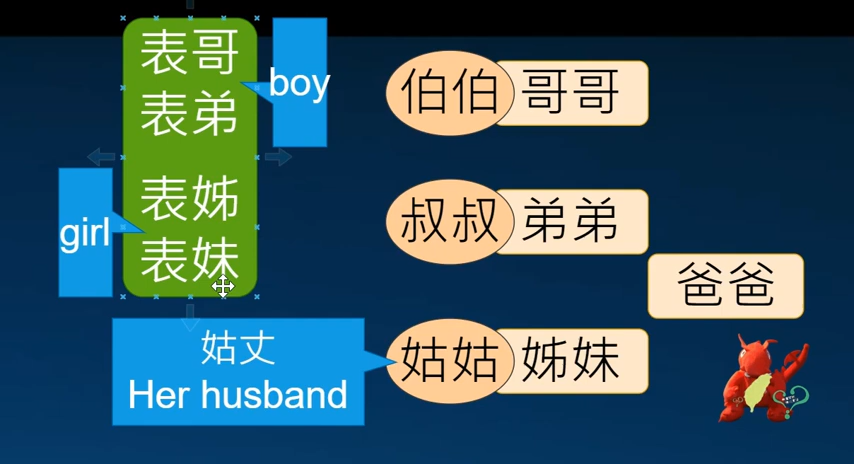 表哥
表弟
boy
表姊
表妹
girl
伯伯 哥哥
叔叔 弟弟
爸爸
姑姑 姊妹
姑丈
Her husband